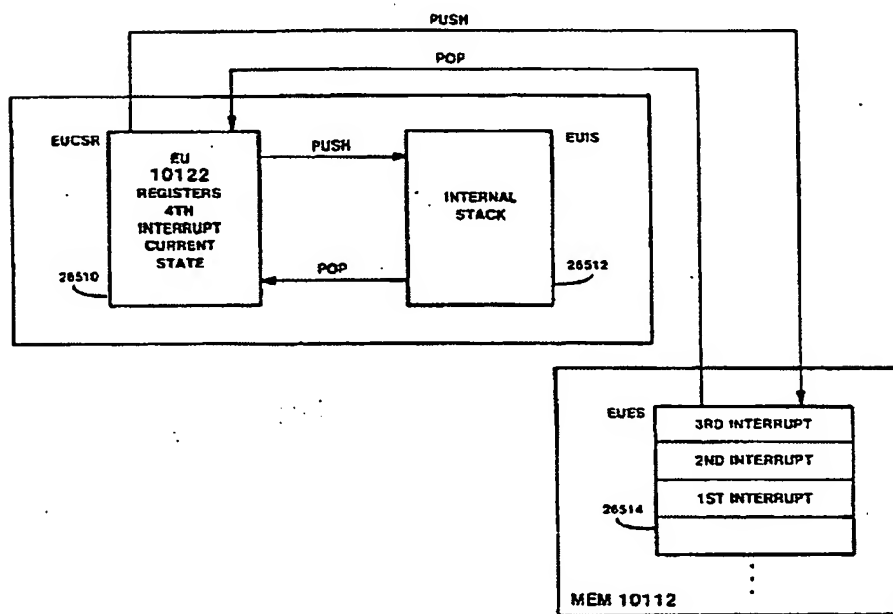 PUSH
POP
EUCSR
EU
10122
REGISTERS
4TH
INTERRUPT
CURRENT
STATE
26510
PUSH
POP
EUIS
INTERNAL
STACK
26512
EUES
3RD INTERRUPT
2ND INTERRUPT
1ST INTERRUPT
26514
MEM 10112